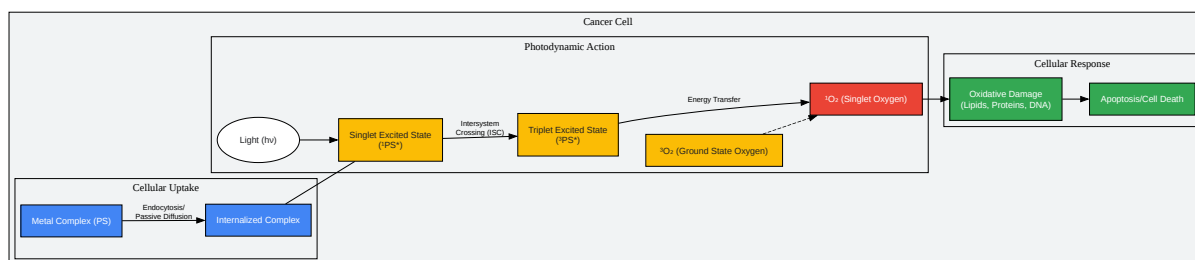 Cancer Cell
Photodynamic Action
Cellular Response
Energy Transfer
¹O₂ (Singlet Oxygen)
Oxidative Damage
(Lipids, Proteins, DNA)
Apoptosis/Cell Death
Light (hν)
Singlet Excited State
(¹PS*)
Intersystem
Crossing (ISC)
Triplet Excited State
(³PS*)
³O₂ (Ground State Oxygen)
Cellular Uptake
Metal Complex (PS)
Endocytosis/
Passive Diffusion
Internalized Complex